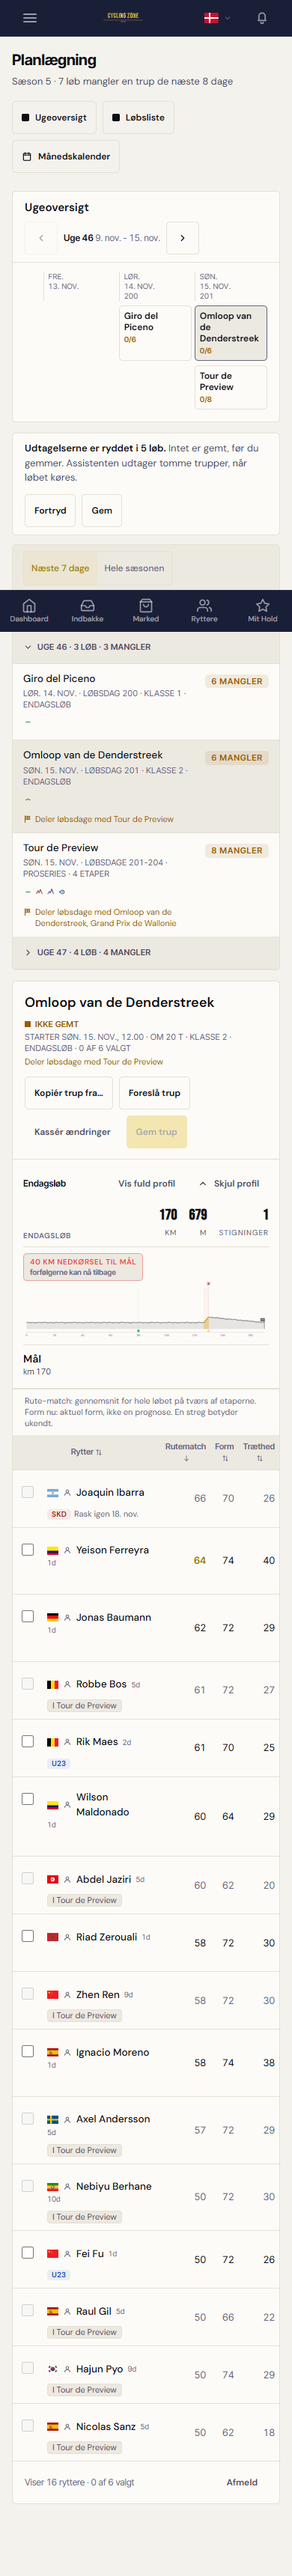 CYCLING ZONE
Planlægning
Sæson 5 · 7 løb mangler en trup de næste 8 dage
Ugeoversigt
Løbsliste
Månedskalender
Ugeoversigt
Uge 46 9. nov. - 15. nov.
FRE.
13. NOV.
LØR.
14. NOV.
200
SØN.
15. NOV.
201
Giro del
Piceno
0/6
Omloop van
de
Denderstreek
0/6
Tour de
Preview
0/8
Udtagelserne er ryddet i 5 løb. Intet er gemt, før du
gemmer. Assistenten udtager tomme trupper, når
løbet køres.
Fortryd
Gem
Næste 7 dage
Hele sæsonen
Dashboard
Indbakke
Marked
Ryttere
Mit Hold
UGE 46 · 3 LØB · 3 MANGLER
Giro del Piceno
6 MANGLER
LØR. 14. NOV. · LØBSDAG 200 · KLASSE 1 ·
ENDAGSLØB
Omloop van de Denderstreek
6 MANGLER
SØN. 15. NOV. · LØBSDAG 201 · KLASSE 2 ·
ENDAGSLØB
Deler løbsdage med Tour de Preview
Tour de Preview
8 MANGLER
SØN. 15. NOV. · LØBSDAGE 201-204 ·
PROSERIES · 4 ETAPER
Deler løbsdage med Omloop van de
Denderstreek, Grand Prix de Wallonie
UGE 47 · 4 LØB · 4 MANGLER
Omloop van de Denderstreek
IKKE GEMT
STARTER SØN. 15. NOV., 12.00 · OM 20 T · KLASSE 2 ·
ENDAGSLØB · 0 AF 6 VALGT
Deler løbsdage med Tour de Preview
Kopiér trup fra…
Foreslå trup
Kassér ændringer
Gem trup
Endagsløb
Vis fuld profil
Skjul profil
ENDAGSLØB
170
KM
679
M
1
STIGNINGER
40 KM NEDKØRSEL TIL MÅL
forfølgerne kan nå tilbage
Mål
km 170
Rute-match: gennemsnit for hele løbet på tværs af etaperne.
Form nu: aktuel form, ikke en prognose. En streg betyder
ukendt.
Rytter ⇅
Rutematch
↓
Form
⇅
Træthed
⇅
Joaquin Ibarra
66 70 26
SKD Rask igen 18. nov.
Yeison Ferreyra
1d
64 74 40
Jonas Baumann
1d
62 72 29
Robbe Bos 5d
61 72 27
I Tour de Preview
Rik Maes 2d
61 70 25
U23
Wilson
Maldonado
1d
60 64 29
Abdel Jaziri 5d
60 62 20
I Tour de Preview
Riad Zerouali 1d
58 72 30
Zhen Ren 9d
58 72 30
I Tour de Preview
Ignacio Moreno
1d
58 74 38
Axel Andersson
5d
57 72 29
I Tour de Preview
Nebiyu Berhane
10d
50 72 30
I Tour de Preview
Fei Fu 1d
50 72 26
U23
Raul Gil 5d
50 66 22
I Tour de Preview
Hajun Pyo 9d
50 74 29
I Tour de Preview
Nicolas Sanz 5d
50 62 18
I Tour de Preview
Viser 16 ryttere · 0 af 6 valgt
Afmeld